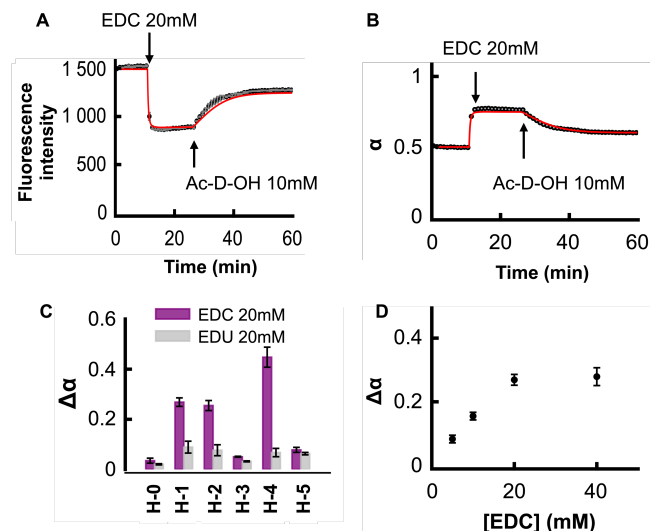 A
EDC 20mM
1 500
1 000
500
0
Fluorescence
intensity
Ac-D-OH 10mM
0
20
40
60
Time (min)
B
EDC 20mM
1
0.5
0
α
Ac-D-OH 10mM
0
20
40
60
Time (min)
C
EDC 20mM
EDU 20mM
0.6
0.4
0.2
0
Δα
H-0
H-1
H-2
H-3
H-4
H-5
D
0.4
0.2
0
Δα
0
20
40
[EDC] (mM)